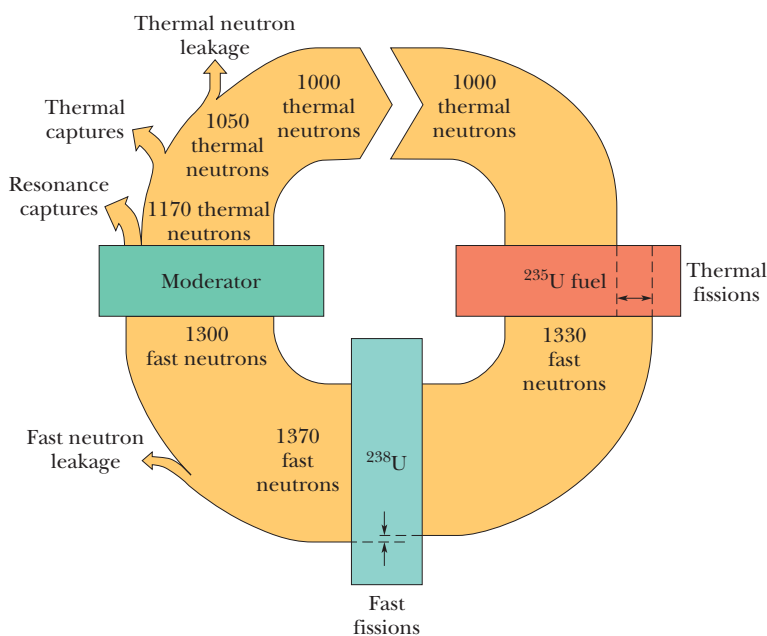 Thermal neutron
leakage
1000
thermal
neutrons
1000
thermal
neutrons
Thermal
captures
1050
thermal
neutrons
Resonance
captures
1170 thermal
neutrons
Moderator
²³⁵U fuel
Thermal
fissions
1300
fast neutrons
1330
fast
neutrons
Fast neutron
leakage
1370
fast
neutrons
²³⁸U
Fast
fissions